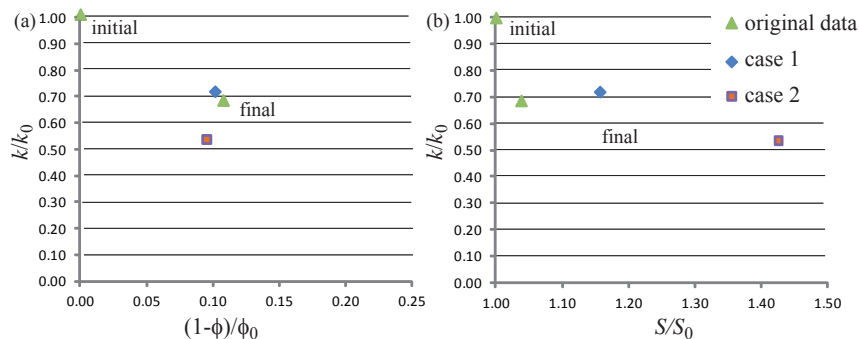 (a)
1.00
0.90
0.80
0.70
0.60
0.50
0.40
0.30
0.20
0.10
0.00
k/k0
initial
final
0.00 0.05 0.10 0.15 0.20 0.25
(1-ϕ)/ϕ0
(b)
1.00
0.90
0.80
0.70
0.60
0.50
0.40
0.30
0.20
0.10
0.00
k/k0
initial
final
1.00 1.10 1.20 1.30 1.40 1.50
S/S0
original data
case 1
case 2